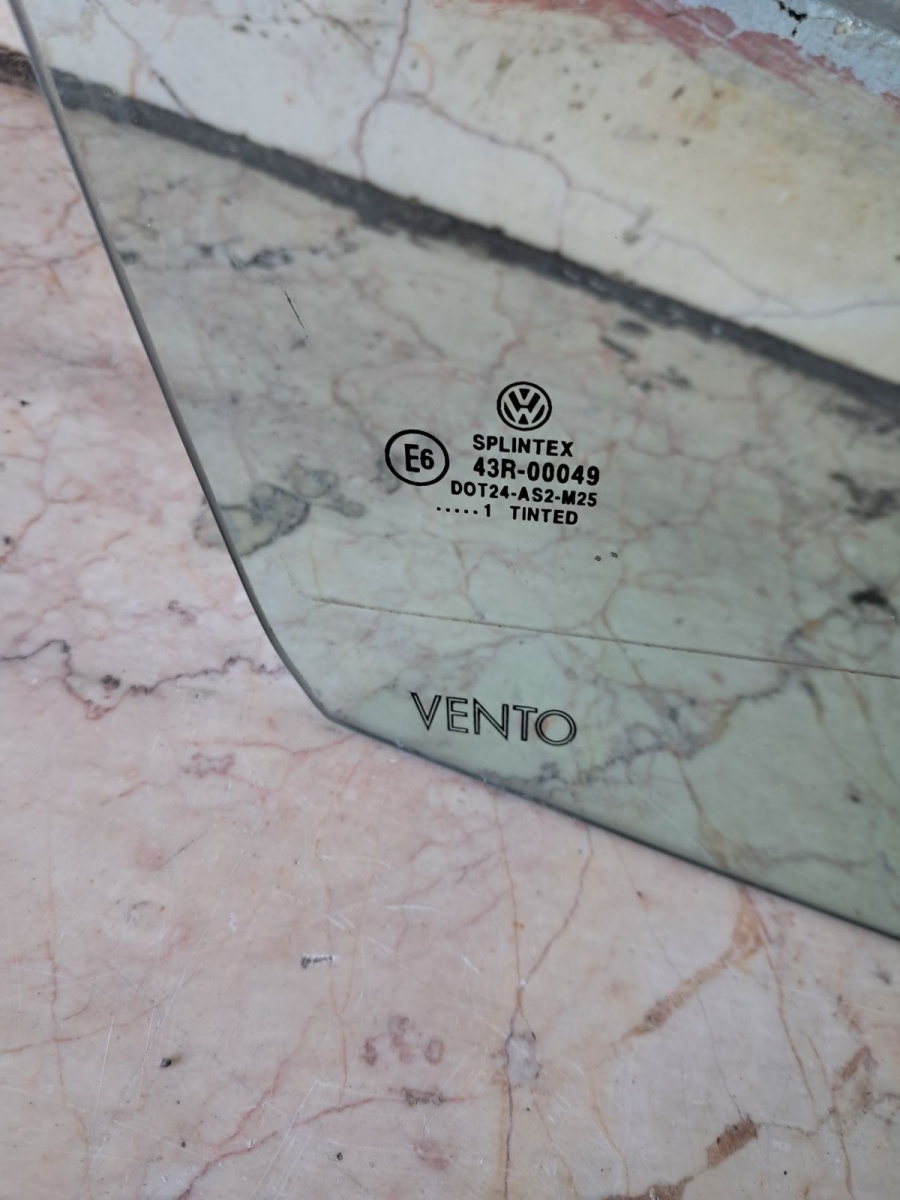 SPLINTEX
E6
43R-00049
DOT24-AS2-M25
.....1 TINTED
VENTO